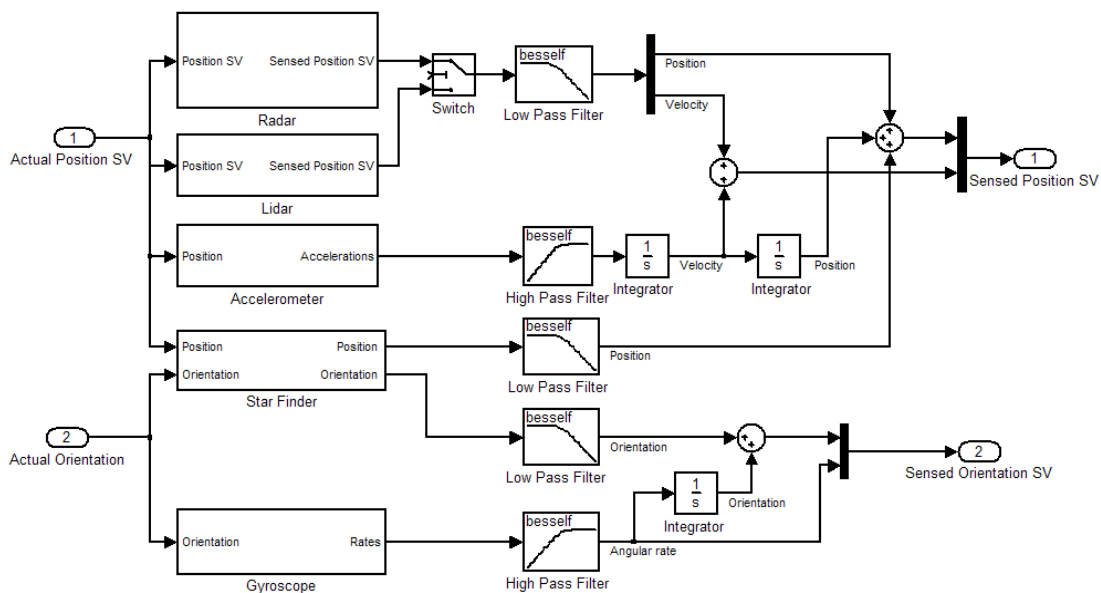 Position SV
Sensed Position SV
Radar
Switch
besself
Low Pass Filter
Position
Velocity
1
Actual Position SV
Position SV
Sensed Position SV
Lidar
1
Sensed Position SV
Position
Accelerations
Accelerometer
besself
High Pass Filter
1
s
Integrator
Velocity
1
s
Integrator
Position
Position
Orientation
Position
Orientation
Star Finder
besself
Low Pass Filter
Position
2
Actual Orientation
besself
Low Pass Filter
Orientation
1
s
Integrator
Orientation
2
Sensed Orientation SV
Orientation
Rates
Gyroscope
besself
High Pass Filter
Angular rate